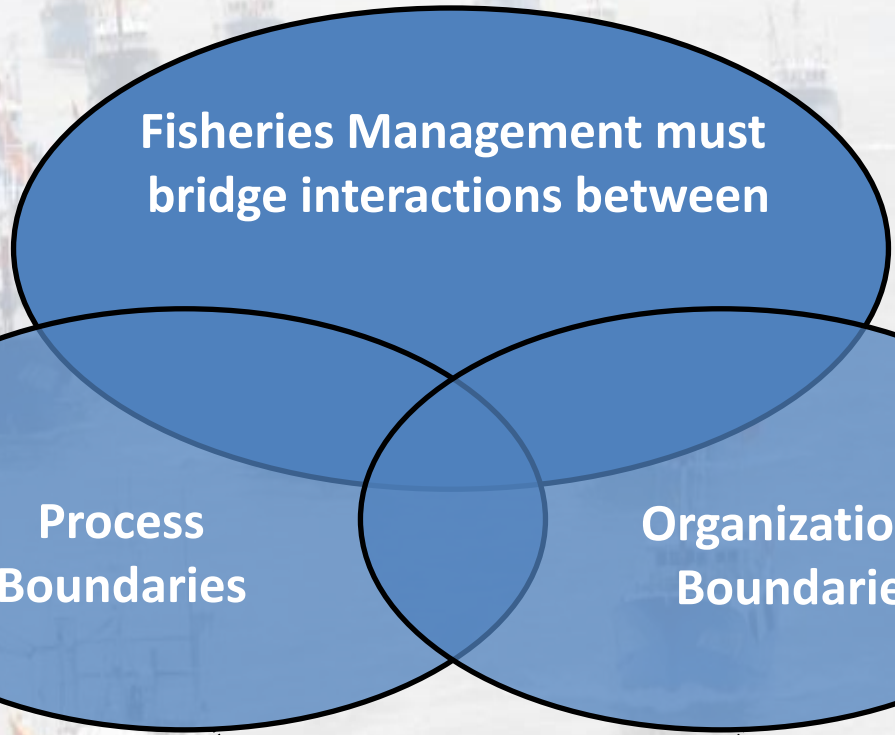 Fisheries Management must
bridge interactions between
Process
Boundaries
Organizatio
Boundarie